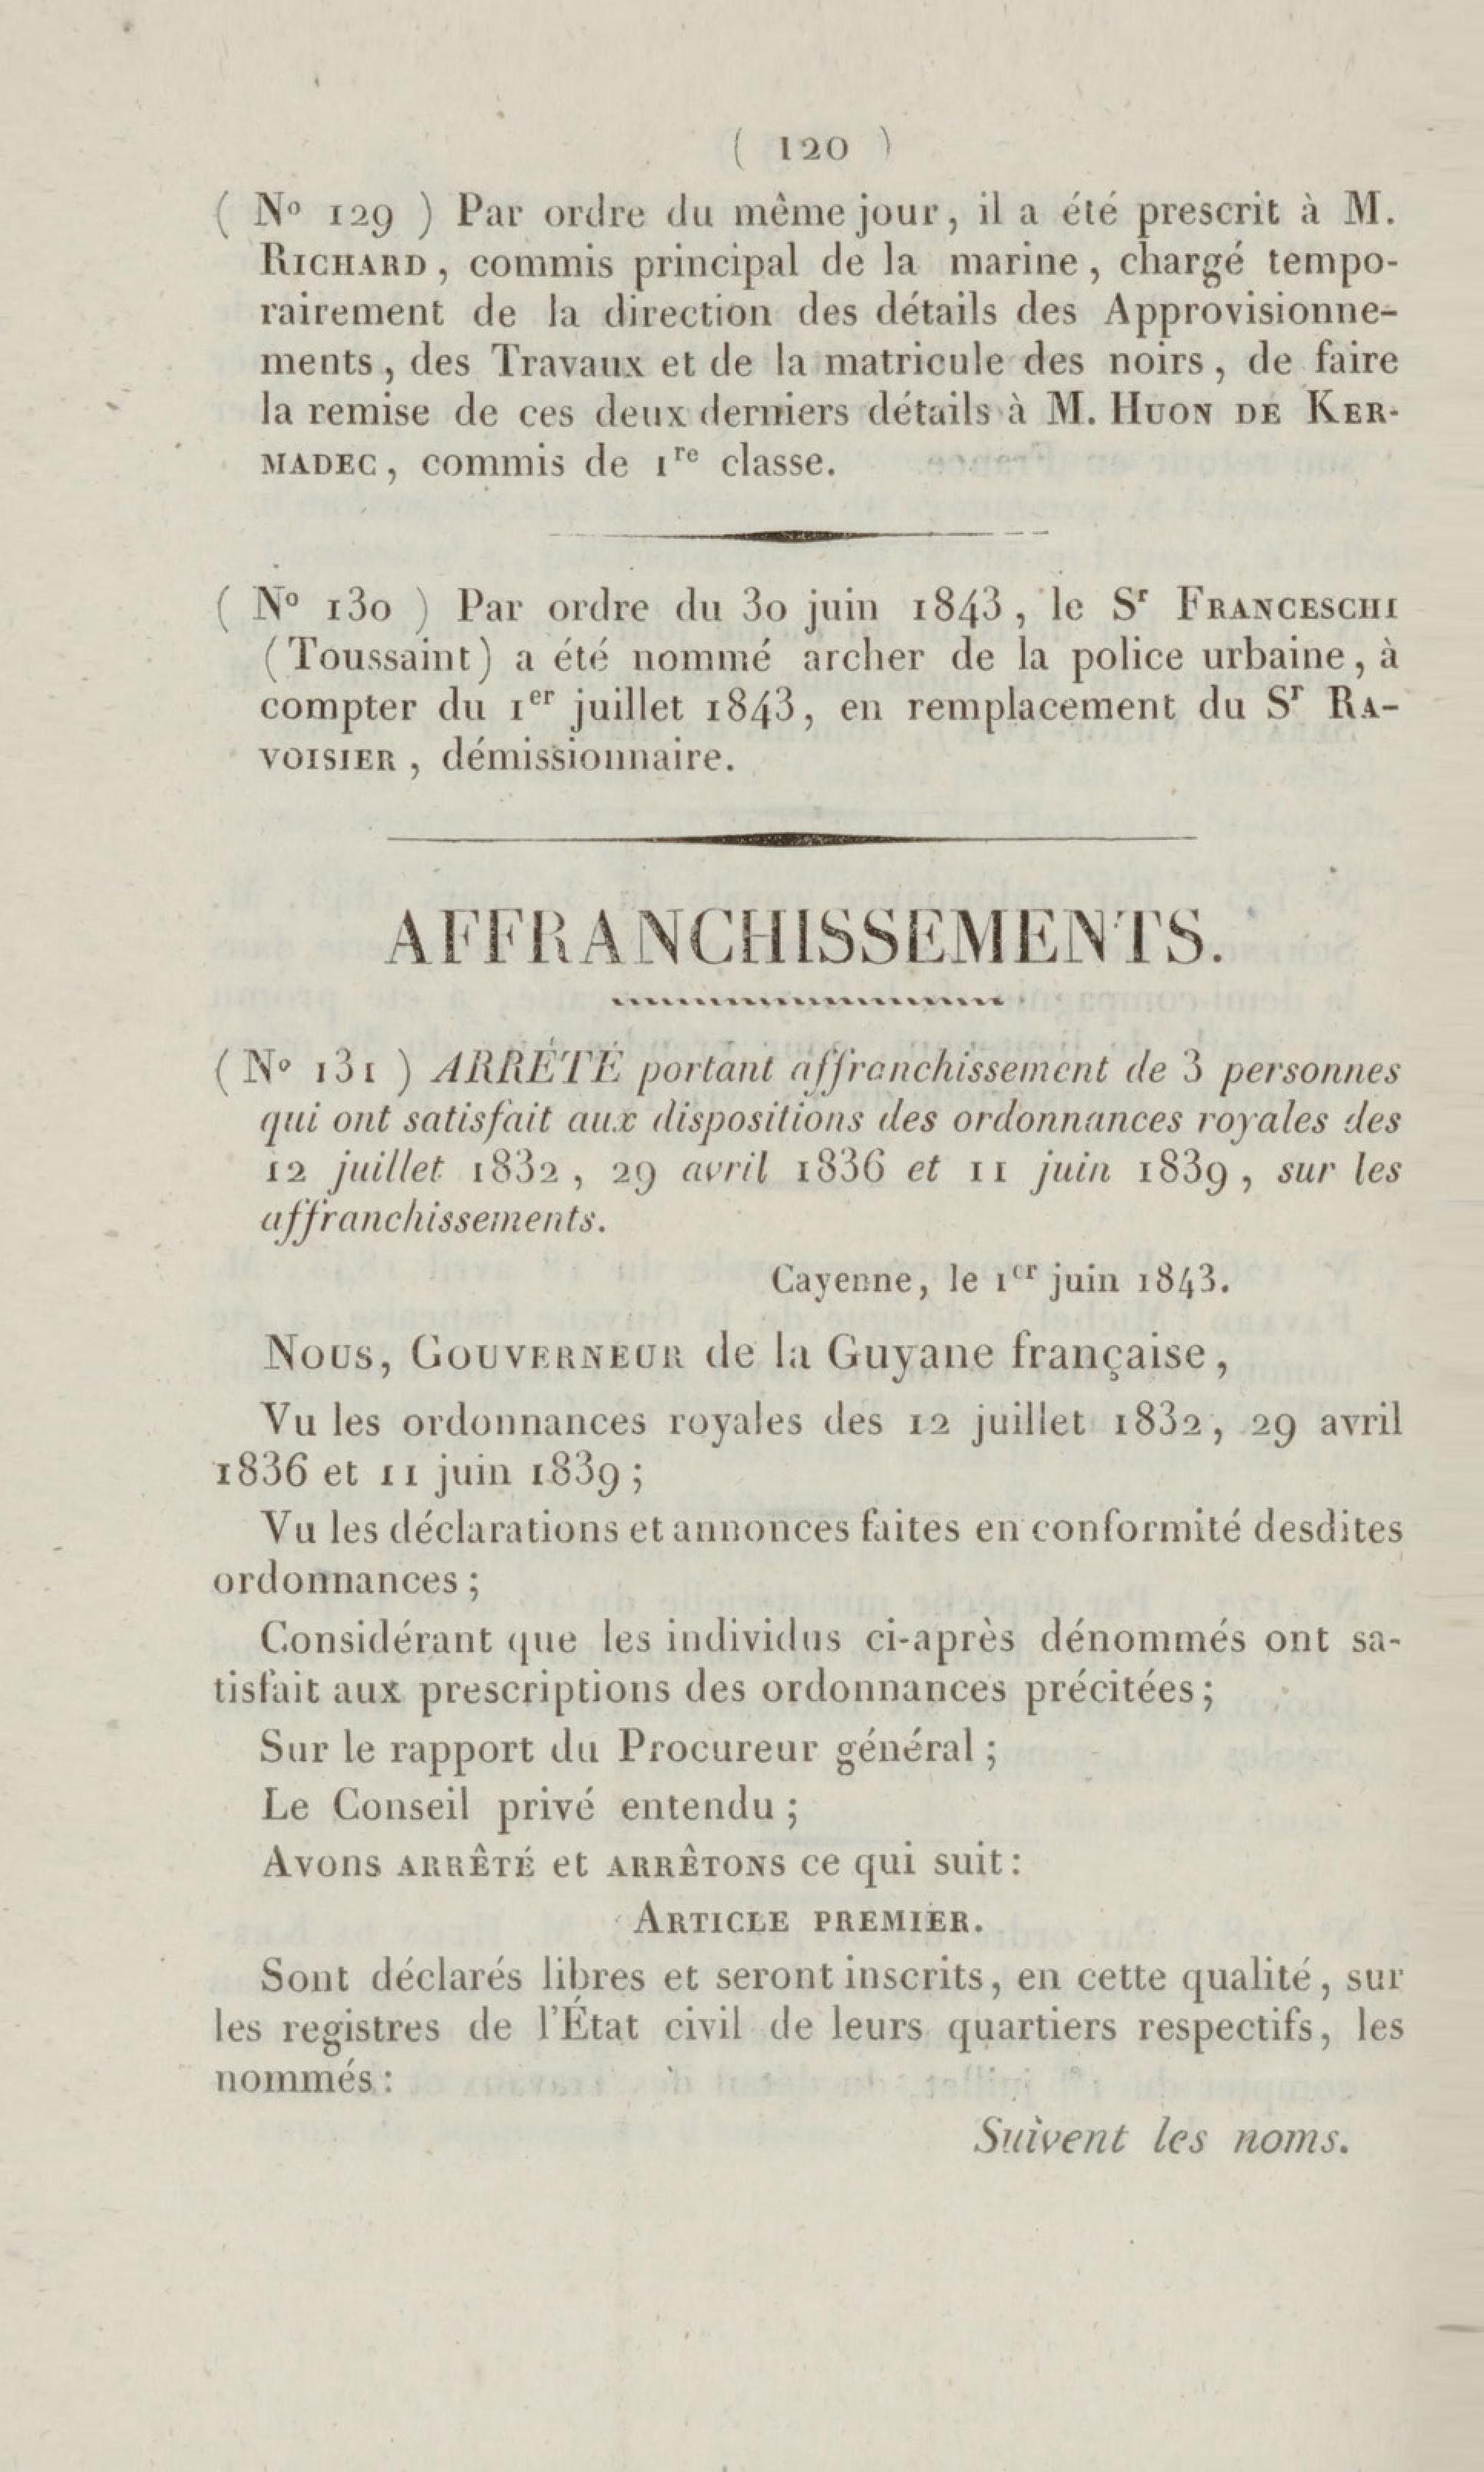 ( 120 )
( Nº 129 ) Par ordre du même jour, il a été prescrit à M.
RICHARD, commis principal de la marine, chargé tempo-
rairement de la direction des détails des Approvisionne-
ments, des Travaux et de la matricule des noirs, de faire
la remise de ces deux derniers détails à M. HUON DE KER-
MADEC, commis de 1re classe.
( Nº 130 ) Par ordre du 30 juin 1843, le Sr FRANCESCHI
(Toussaint) a été nommé archer de la police urbaine, à
compter du 1er juillet 1843, en remplacement du Sr RA-
VOISIER, démissionnaire.
AFFRANCHISSEMENTS.
( Nº 131 ) ARRÊTÉ portant affranchissement de 3 personnes
qui ont satisfait aux dispositions des ordonnances royales des
12 juillet 1832, 29 avril 1836 et 11 juin 1839, sur les
affranchissements.
Cayenne, le 1er juin 1843.
NOUS, GOUVERNEUR de la Guyane française,
Vu les ordonnances royales des 12 juillet 1832, 29 avril
1836 et 11 juin 1839;
Vu les déclarations et annonces faites en conformité desdites
ordonnances;
Considérant que les individus ci-après dénommés ont sa-
tisfait aux prescriptions des ordonnances précitées;
Sur le rapport du Procureur général;
Le Conseil privé entendu;
Avons ARRÊTÉ et ARRÊTONS ce qui suit:
ARTICLE PREMIER.
Sont déclarés libres et seront inscrits, en cette qualité, sur
les registres de l'État civil de leurs quartiers respectifs, les
nommés:
Suivent les noms.